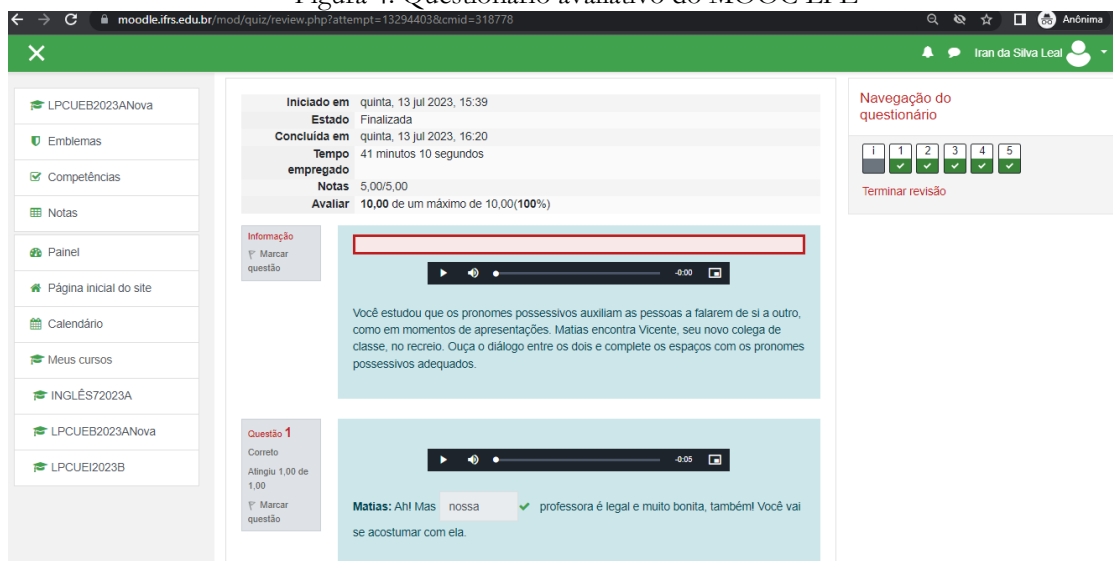 Figura 4: Questionário avaliativo do MOOC LPE
moodle.ifrs.edu.br/mod/quiz/review.php?attempt=13294403&cmid=318778
Anônima
Iran da Silva Leal
LPCUEB2023ANova
Emblemas
Competências
Notas
Painel
Página inicial do site
Calendário
Meus cursos
INGLÊS72023A
LPCUEB2023ANova
LPCUEI2023B
Iniciado em quinta, 13 jul 2023, 15:39
Estado Finalizada
Concluída em quinta, 13 jul 2023, 16:20
Tempo 41 minutos 10 segundos
empregado
Notas 5,00/5,00
Avaliar 10,00 de um máximo de 10,00(100%)
Informação
Marcar
questão
-0:00
Você estudou que os pronomes possessivos auxiliam as pessoas a falarem de si a outro,
como em momentos de apresentações. Matias encontra Vicente, seu novo colega de
classe, no recreio. Ouça o diálogo entre os dois e complete os espaços com os pronomes
possessivos adequados.
Questão 1
Correto
Atingiu 1,00 de
1,00
Marcar
questão
-0:05
Matias: Ah! Mas nossa professora é legal e muito bonita, também! Você vai
se acostumar com ela.
Navegação do
questionário
i 1 2 3 4 5
Terminar revisão